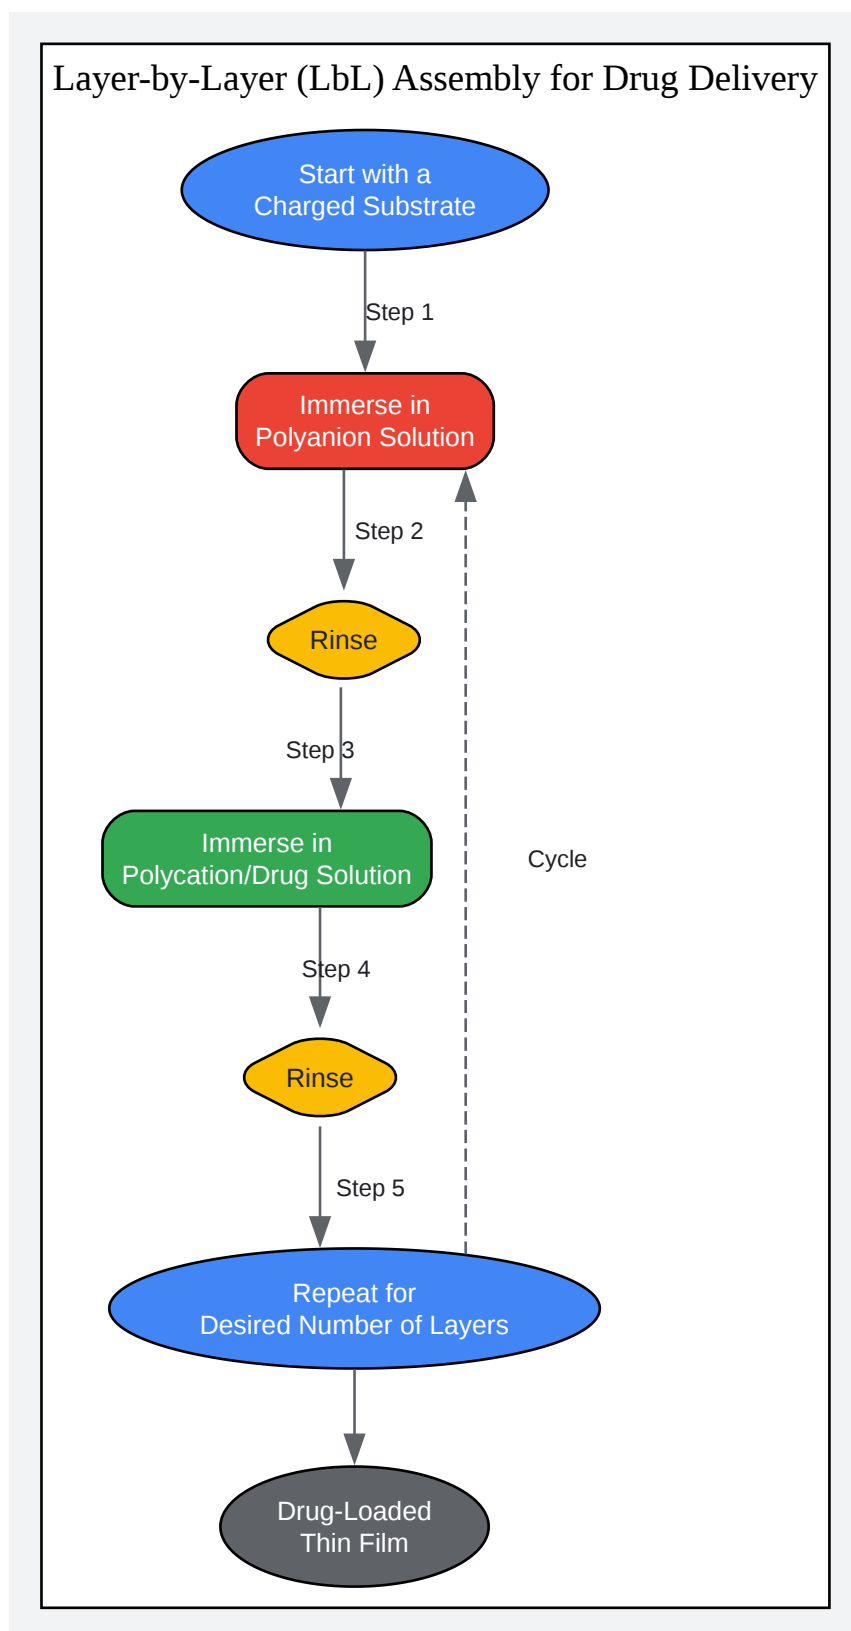 Layer-by-Layer (LbL) Assembly for Drug Delivery
Start with a
Charged Substrate
Step 1
Immerse in
Polyanion Solution
Step 2
Rinse
Step 3
Immerse in
Polycation/Drug Solution
Cycle
Step 4
Rinse
Step 5
Repeat for
Desired Number of Layers
Drug-Loaded
Thin Film